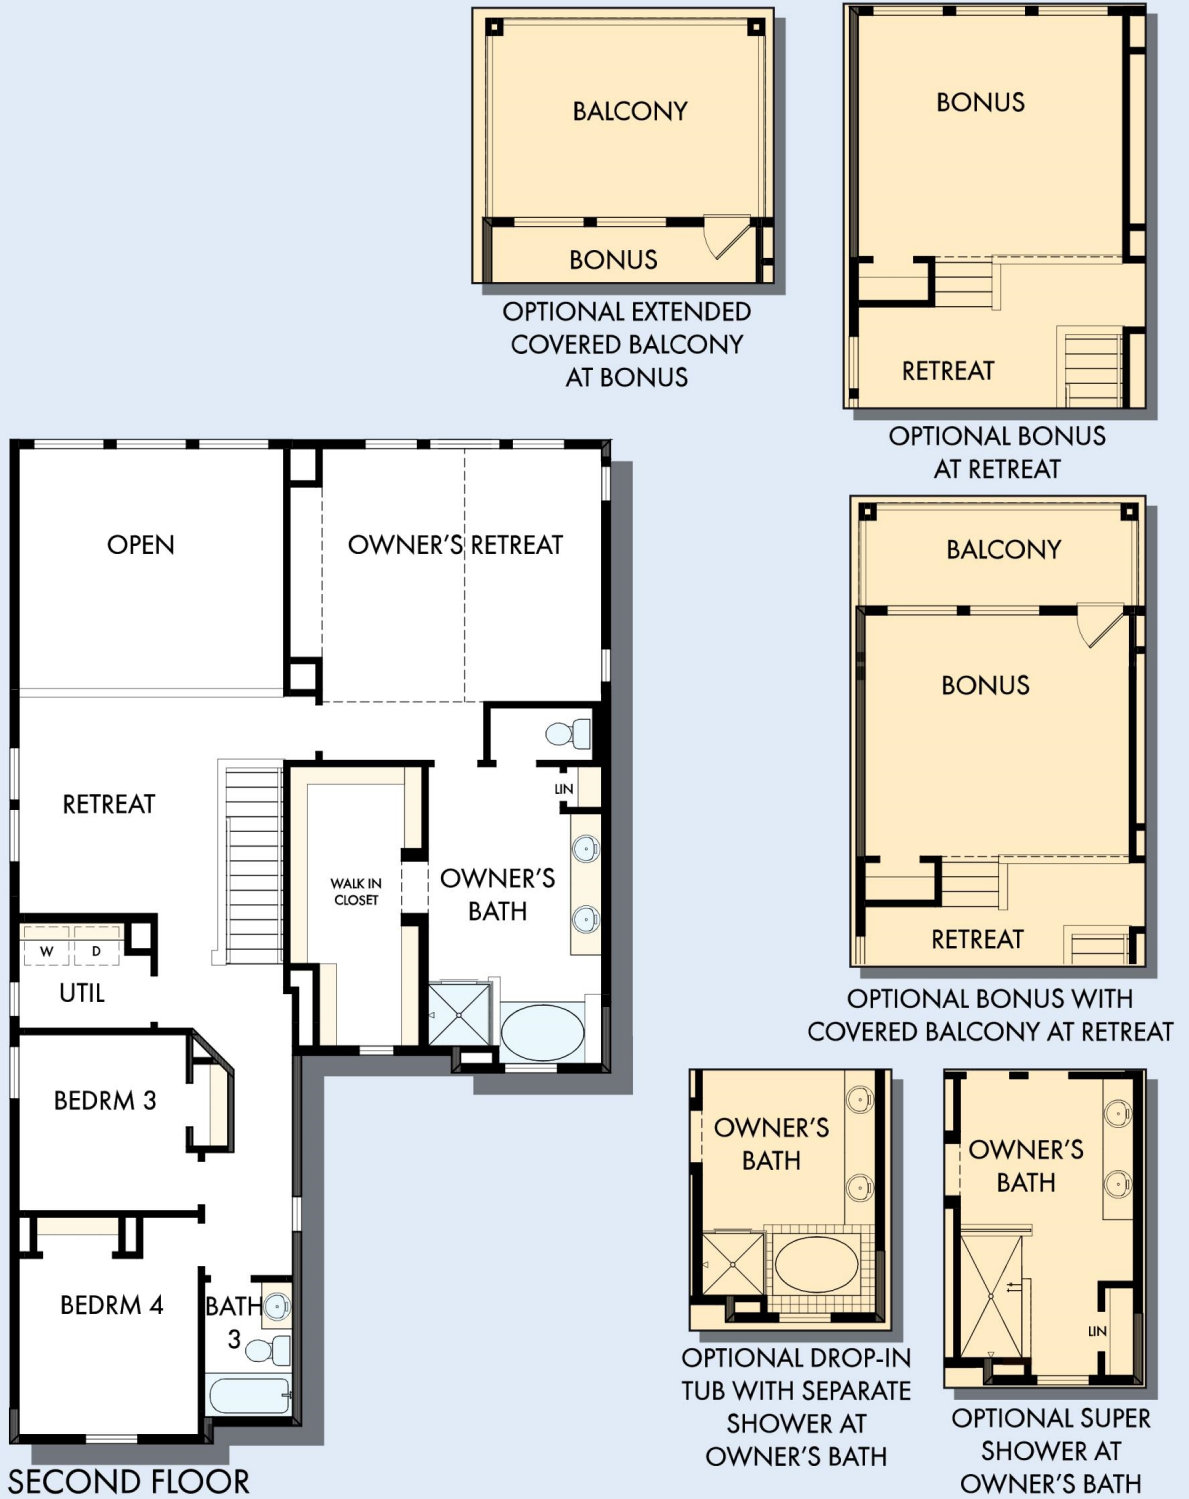 BALCONY
BONUS
OPTIONAL EXTENDED
COVERED BALCONY
AT BONUS
BONUS
RETREAT
OPTIONAL BONUS
AT RETREAT
BALCONY
BONUS
RETREAT
OPTIONAL BONUS WITH
COVERED BALCONY AT RETREAT
OPEN
OWNER'S RETREAT
RETREAT
LIN
WALK IN
CLOSET
OWNER'S
BATH
W D
UTIL
BEDRM 3
BEDRM 4
BATH
3
SECOND FLOOR
OWNER'S
BATH
OPTIONAL DROP-IN
TUB WITH SEPARATE
SHOWER AT
OWNER'S BATH
OWNER'S
BATH
LIN
OPTIONAL SUPER
SHOWER AT
OWNER'S BATH